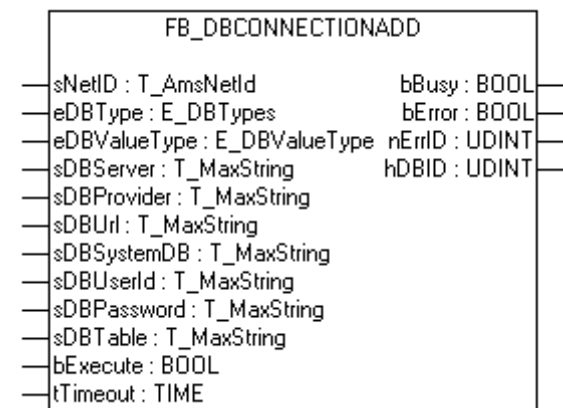 FB_DBCONNECTIONADD
sNetID : T_AmsNetId bBusy : BOOL
eDBType : E_DBTypes bError : BOOL
eDBValueType : E_DBValueType nErrID : UDINT
sDBServer : T_MaxString hDBID : UDINT
sDBProvider : T_MaxString
sDBUrl : T_MaxString
sDBSystemDB : T_MaxString
sDBUserId : T_MaxString
sDBPassword : T_MaxString
sDBTable : T_MaxString
bExecute : BOOL
tTimeout : TIME